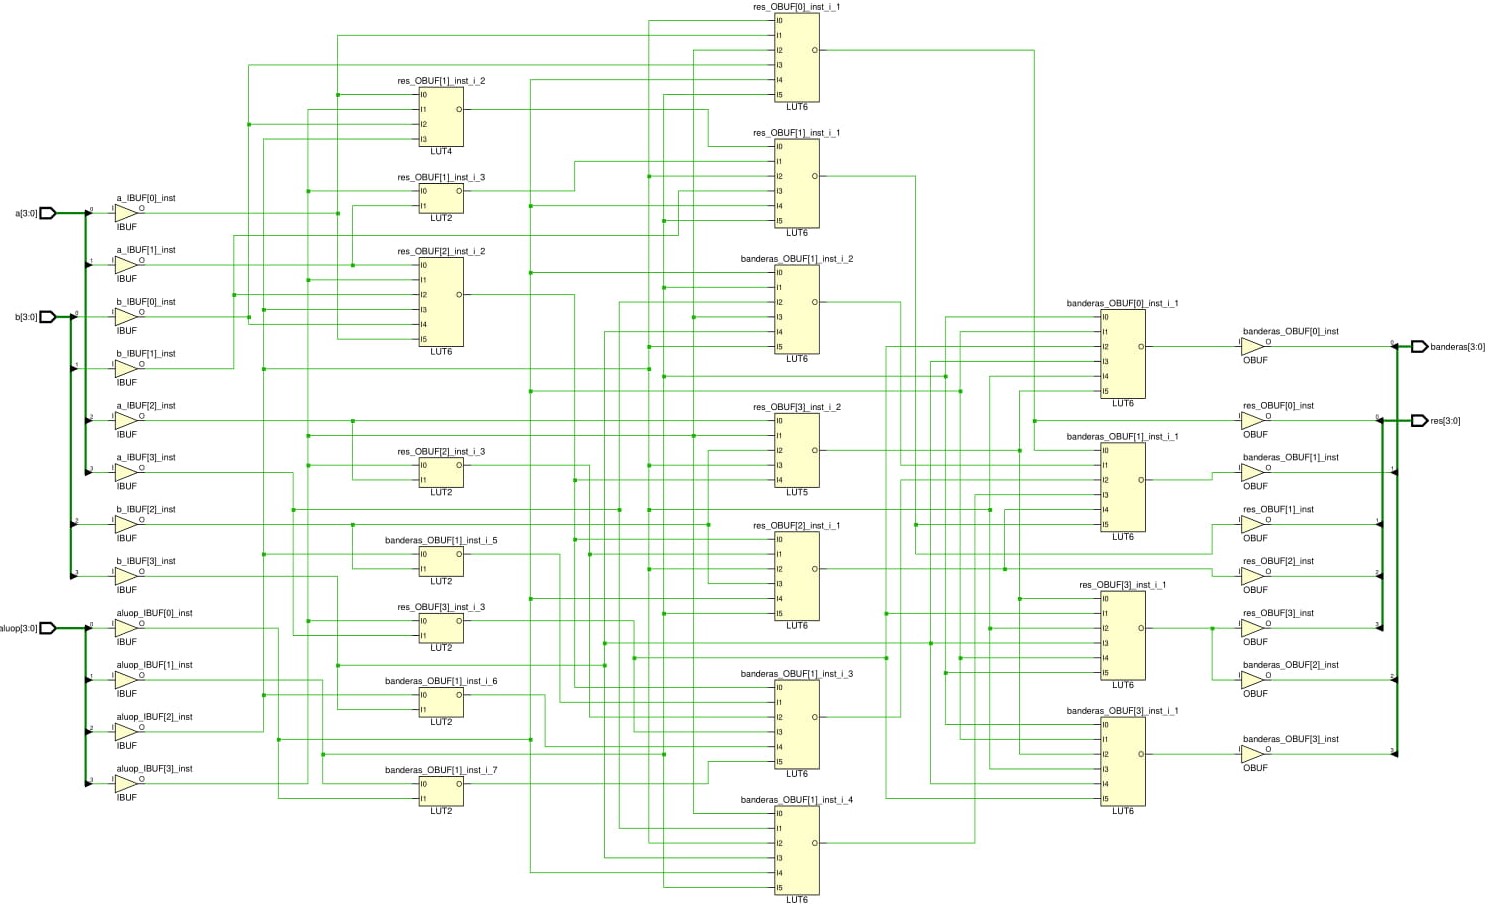 a[3:0]
b[3:0]
aluop[3:0]
0
1
2
3
0
1
2
3
0
1
2
3
a_IBUF[0]_inst
I O
IBUF
a_IBUF[1]_inst
I O
IBUF
b_IBUF[0]_inst
I O
IBUF
b_IBUF[1]_inst
I O
IBUF
a_IBUF[2]_inst
I O
IBUF
a_IBUF[3]_inst
I O
IBUF
b_IBUF[2]_inst
I O
IBUF
b_IBUF[3]_inst
I O
IBUF
aluop_IBUF[0]_inst
I O
IBUF
aluop_IBUF[1]_inst
I O
IBUF
aluop_IBUF[2]_inst
I O
IBUF
aluop_IBUF[3]_inst
I O
IBUF
res_OBUF[1]_inst_i_2
I0
I1 O
I2
I3
LUT4
res_OBUF[1]_inst_i_3
I0 O
I1
LUT2
res_OBUF[2]_inst_i_2
I0
I1
I2 O
I3
I4
I5
LUT6
res_OBUF[2]_inst_i_3
I0 O
I1
LUT2
banderas_OBUF[1]_inst_i_5
I0 O
I1
LUT2
res_OBUF[3]_inst_i_3
I0 O
I1
LUT2
banderas_OBUF[1]_inst_i_6
I0 O
I1
LUT2
banderas_OBUF[1]_inst_i_7
I0 O
I1
LUT2
res_OBUF[0]_inst_i_1
I0
I1
I2 O
I3
I4
I5
LUT6
res_OBUF[1]_inst_i_1
I0
I1
I2 O
I3
I4
I5
LUT6
banderas_OBUF[1]_inst_i_2
I0
I1
I2 O
I3
I4
I5
LUT6
res_OBUF[3]_inst_i_2
I0
I1
I2 O
I3
I4
LUT5
res_OBUF[2]_inst_i_1
I0
I1
I2 O
I3
I4
I5
LUT6
banderas_OBUF[1]_inst_i_3
I0
I1
I2 O
I3
I4
I5
LUT6
banderas_OBUF[1]_inst_i_4
I0
I1
I2 O
I3
I4
I5
LUT6
banderas_OBUF[0]_inst_i_1
I0
I1
I2 O
I3
I4
I5
LUT6
banderas_OBUF[1]_inst_i_1
I0
I1
I2 O
I3
I4
I5
LUT6
res_OBUF[3]_inst_i_1
I0
I1
I2 O
I3
I4
I5
LUT6
banderas_OBUF[3]_inst_i_1
I0
I1
I2 O
I3
I4
I5
LUT6
banderas_OBUF[0]_inst
I O
OBUF
res_OBUF[0]_inst
I O
OBUF
banderas_OBUF[1]_inst
I O
OBUF
res_OBUF[1]_inst
I O
OBUF
res_OBUF[2]_inst
I O
OBUF
res_OBUF[3]_inst
I O
OBUF
banderas_OBUF[2]_inst
I O
OBUF
banderas_OBUF[3]_inst
I O
OBUF
0
0
1
1
2
3
2
3
banderas[3:0]
res[3:0]